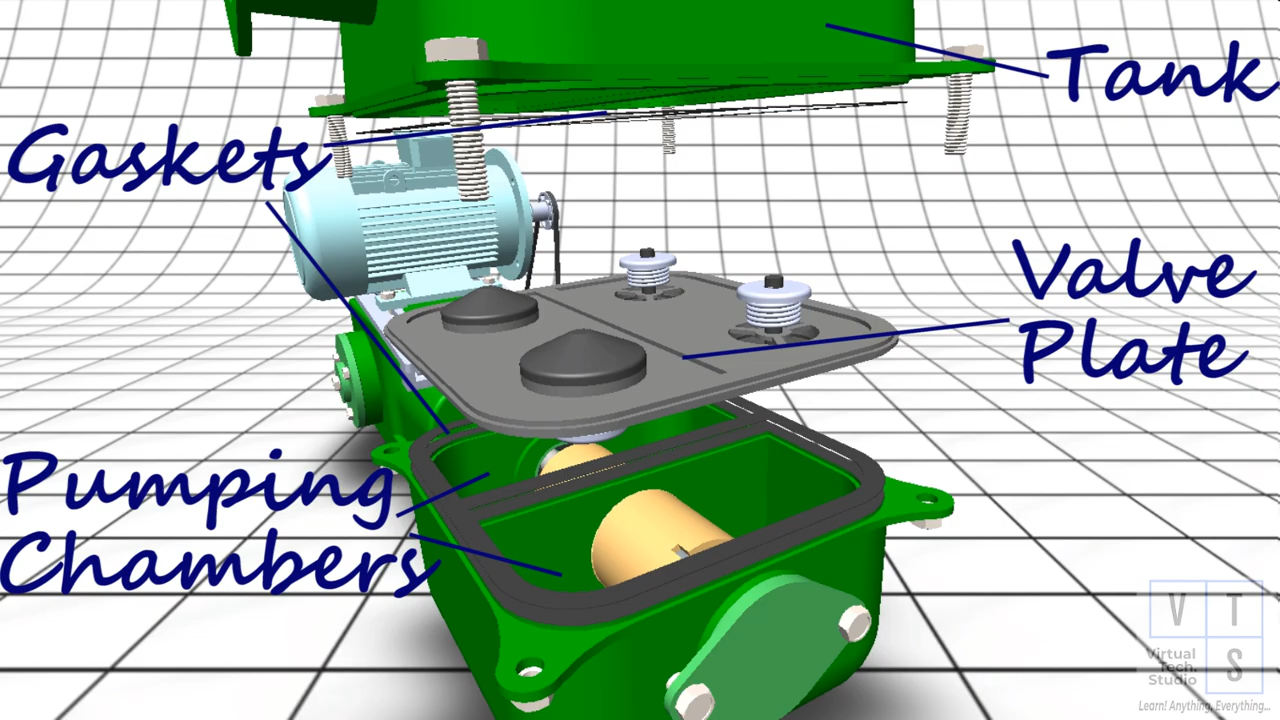 Tank
Gaskets
Valve
Plate
Pumping
Chambers
V T
S
Virtual
Tech.
Studio
Learn! Anything, Everything...